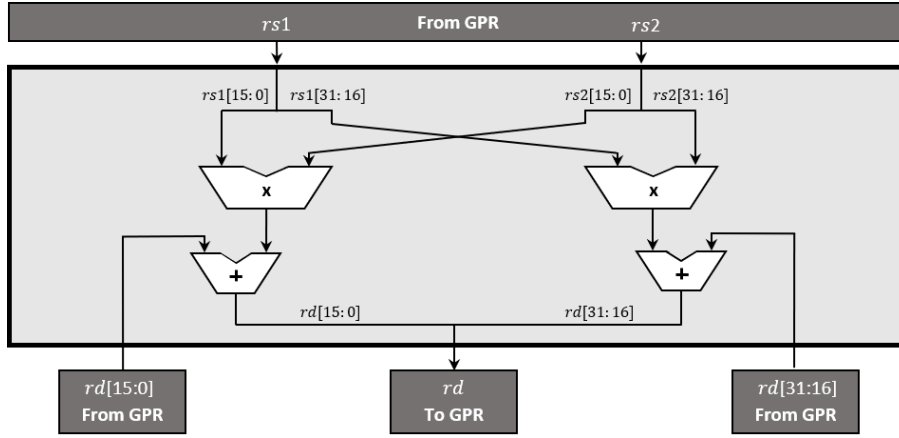 rs1 From GPR rs2
rs1[15:0] rs1[31:16] rs2[15:0] rs2[31:16]
x x
+ +
rd[15:0] rd[31:16]
rd[15:0] rd rd[31:16]
From GPR To GPR From GPR